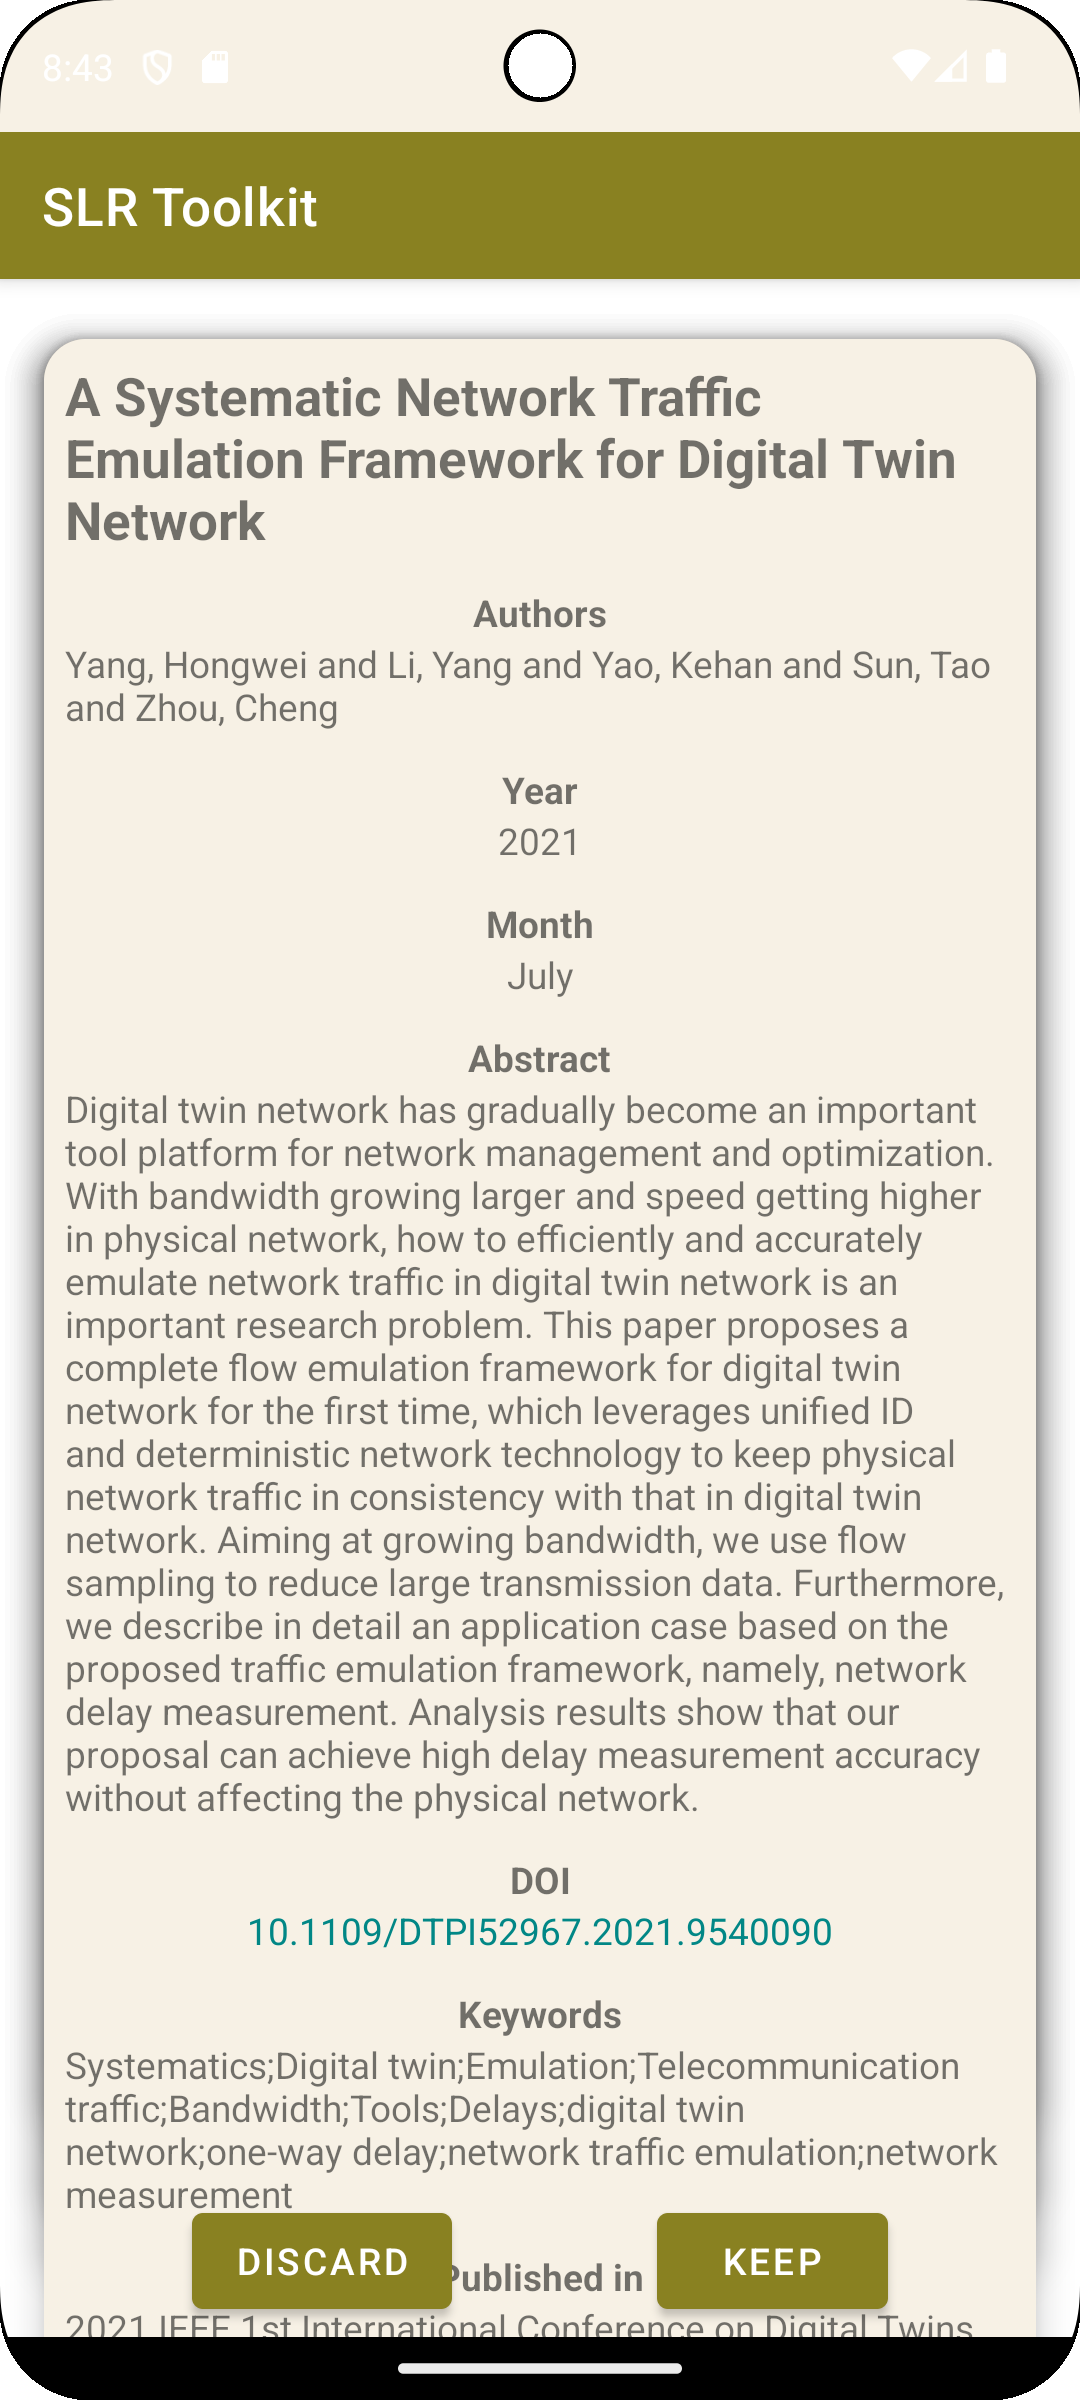 8:43
SLR Toolkit
A Systematic Network Traffic
Emulation Framework for Digital Twin
Network
Authors
Yang, Hongwei and Li, Yang and Yao, Kehan and Sun, Tao
and Zhou, Cheng
Year
2021
Month
July
Abstract
Digital twin network has gradually become an important
tool platform for network management and optimization.
With bandwidth growing larger and speed getting higher
in physical network, how to efficiently and accurately
emulate network traffic in digital twin network is an
important research problem. This paper proposes a
complete flow emulation framework for digital twin
network for the first time, which leverages unified ID
and deterministic network technology to keep physical
network traffic in consistency with that in digital twin
network. Aiming at growing bandwidth, we use flow
sampling to reduce large transmission data. Furthermore,
we describe in detail an application case based on the
proposed traffic emulation framework, namely, network
delay measurement. Analysis results show that our
proposal can achieve high delay measurement accuracy
without affecting the physical network.
DOI
10.1109/DTPI52967.2021.9540090
Keywords
Systematics;Digital twin;Emulation;Telecommunication
traffic;Bandwidth;Tools;Delays;digital twin
network;one-way delay;network traffic emulation;network
measurement
DISCARD
Published in
KEEP
2021 IEEE 1st International Conference on Digital Twins